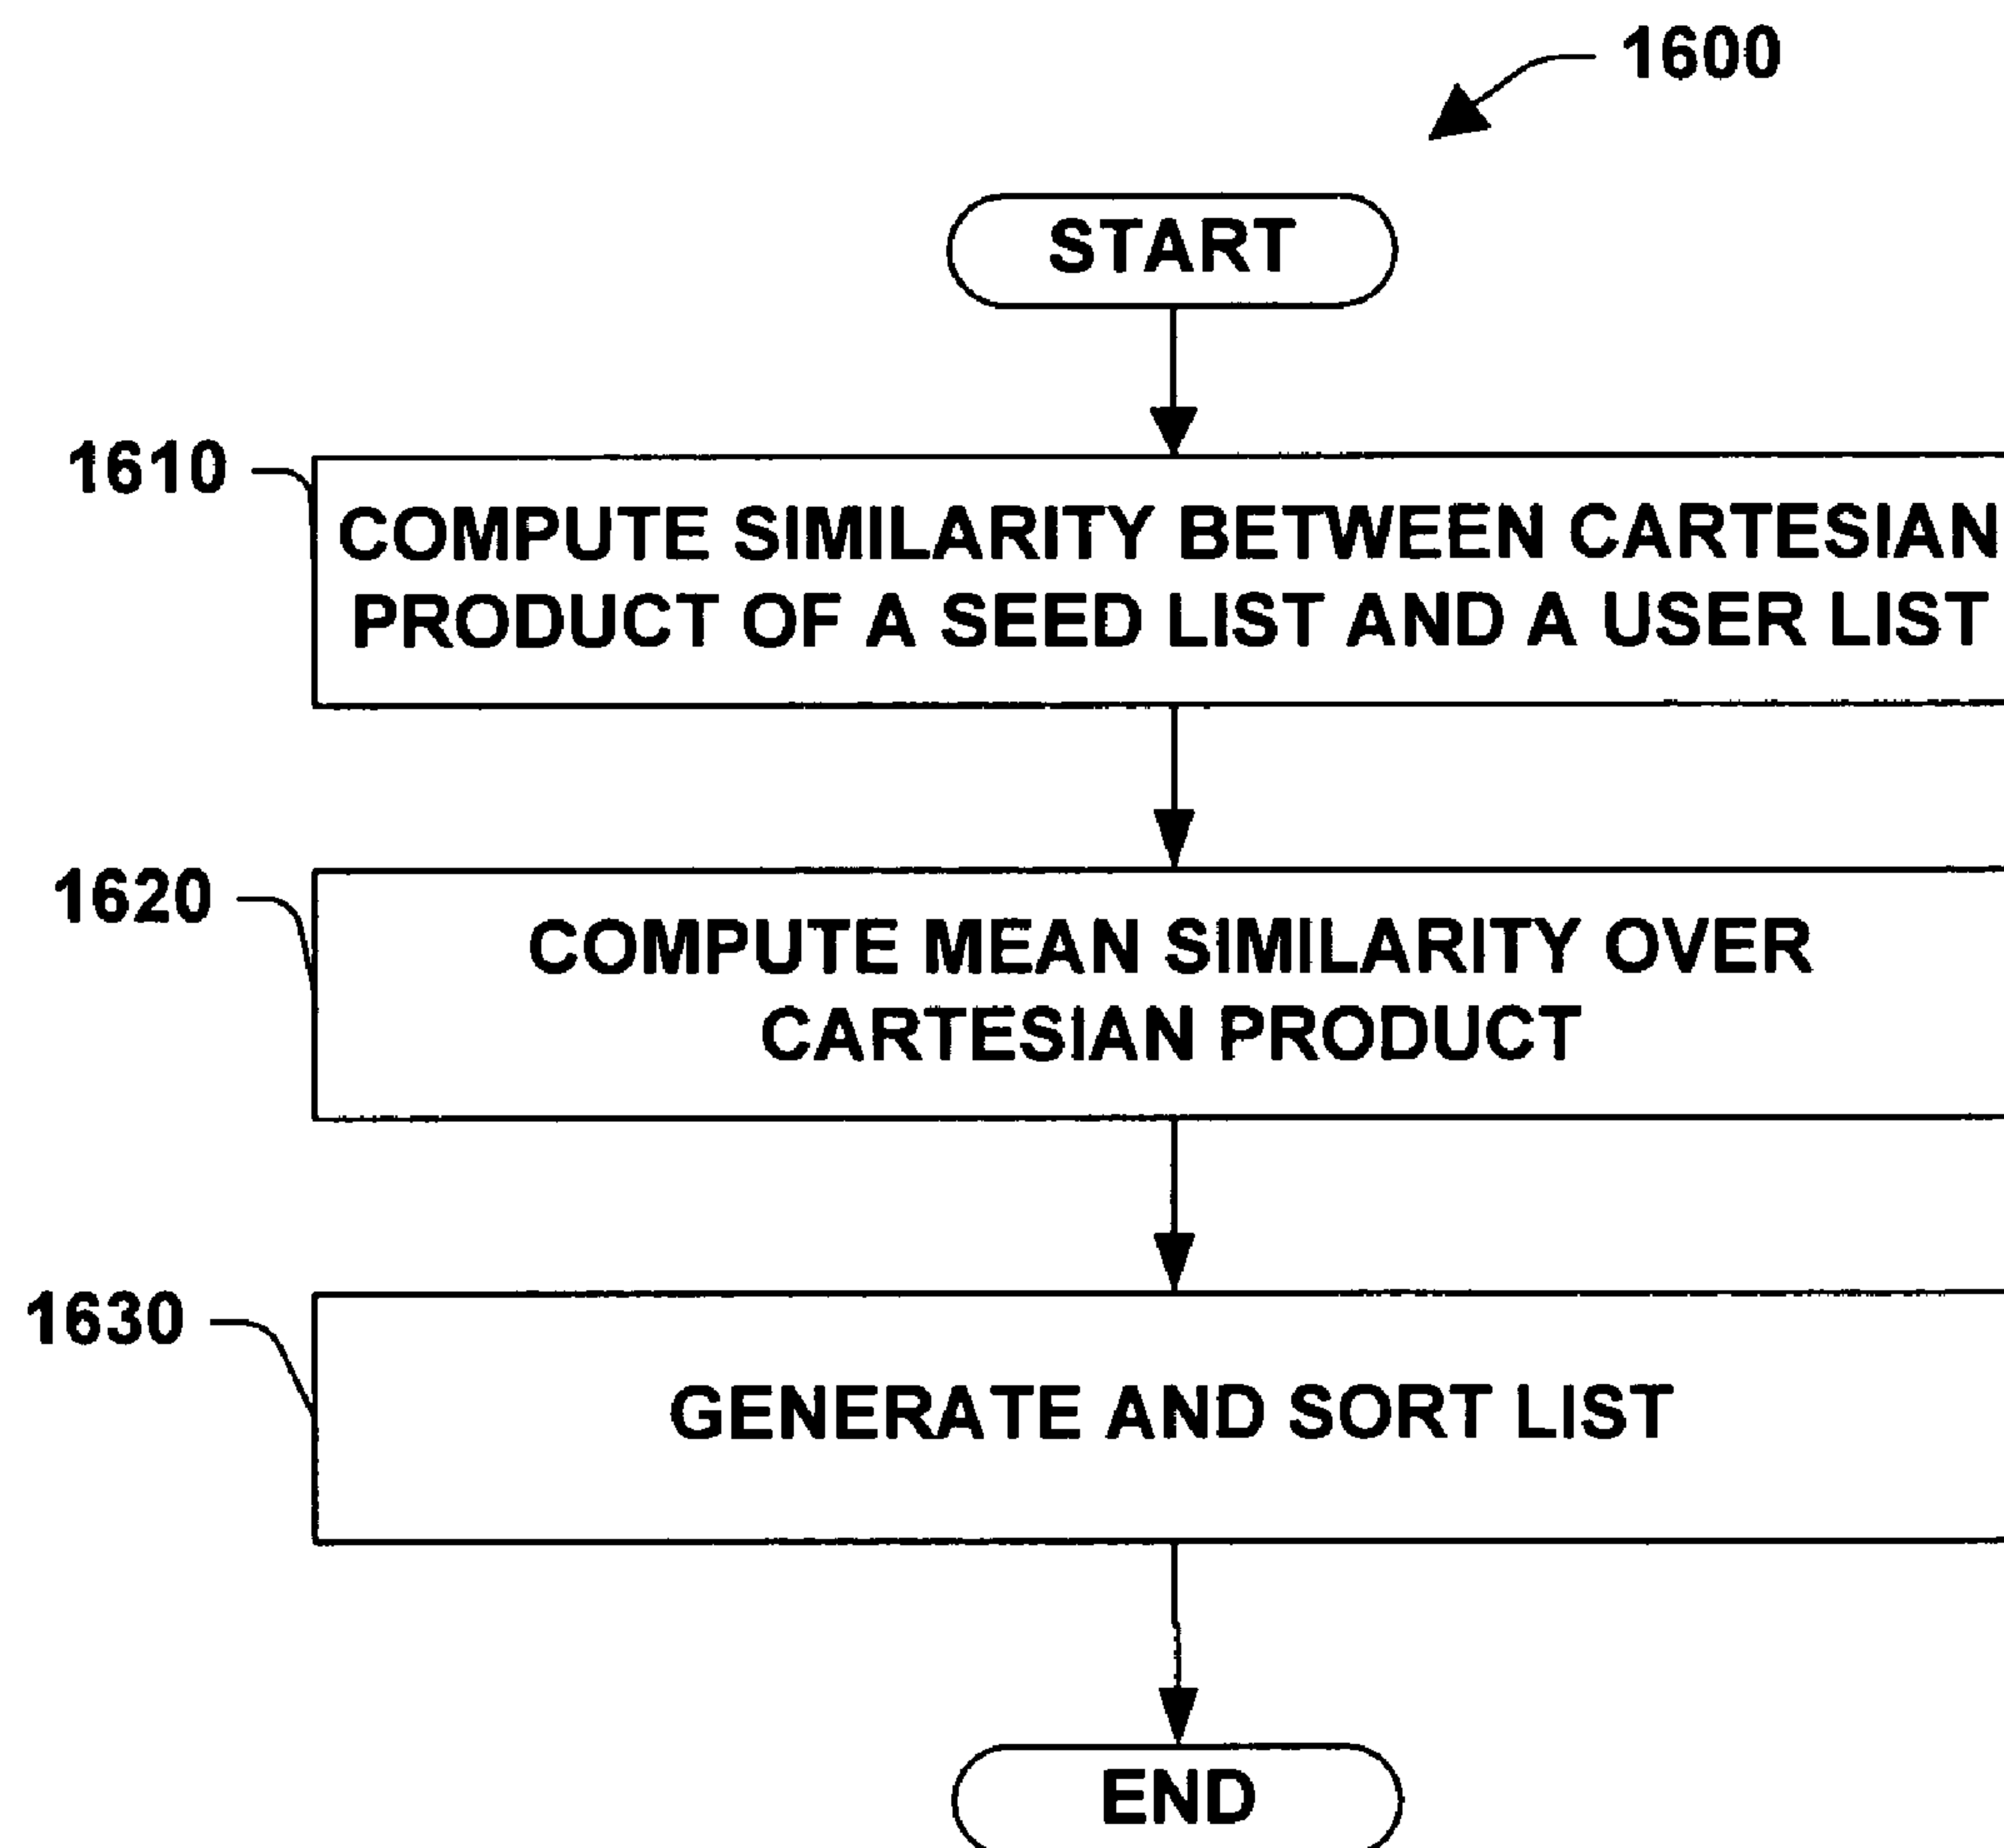 1600
START
1610
COMPUTE SIMILARITY BETWEEN CARTESIAN
PRODUCT OF A SEED LIST AND A USER LIST
1620
COMPUTE MEAN SIMILARITY OVER
CARTESIAN PRODUCT
1630
GENERATE AND SORT LIST
END